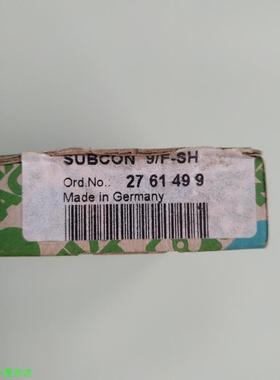 SUBCON 9/F-SH
Ord.No.: 27 61 49 9
Made in Germany